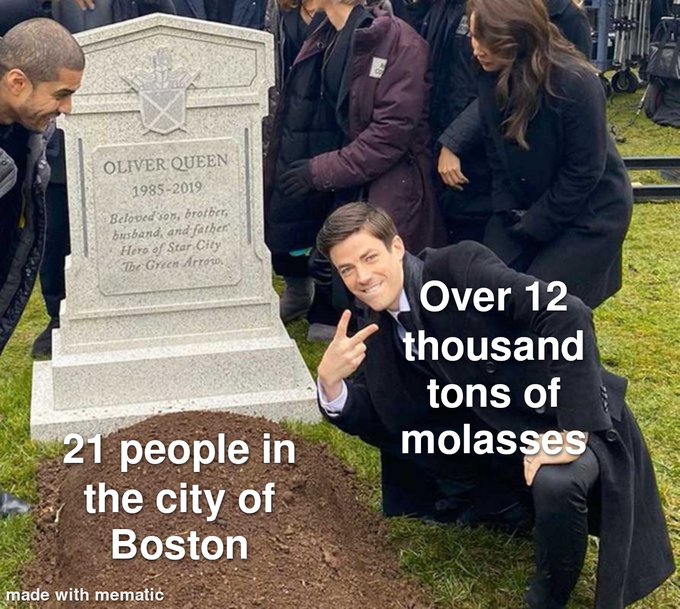 OLIVER QUEEN
1985-2019
Beloved son, brother,
husband, and father
Hero of Star City
The Green Arrow.
Over 12
thousand
tons of
molasses
21 people in
the city of
Boston
made with mematic